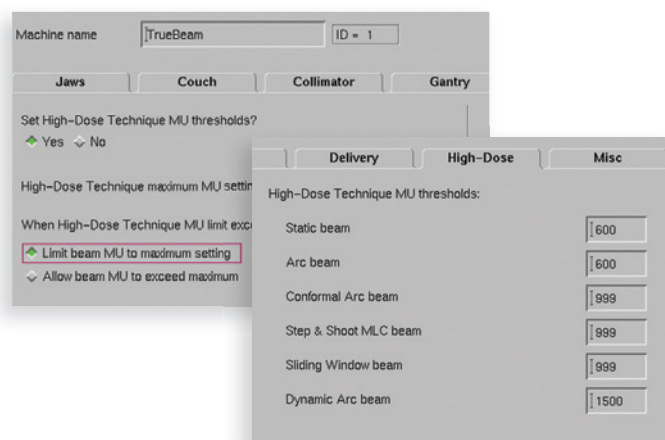 Machine name TrueBeam ID = 1
Jaws Couch Collimator Gantry
Set High-Dose Technique MU thresholds?
Yes No
High-Dose Technique maximum MU
When High-Dose Technique MU limit
Limit beam MU to maximum setting
Allow beam MU to exceed maximum
Delivery High-Dose Misc
High-Dose Technique MU thresholds:
Static beam 600
Arc beam 600
Conformal Arc beam 999
Step & Shoot MLC beam 999
Sliding Window beam 999
Dynamic Arc beam 1500